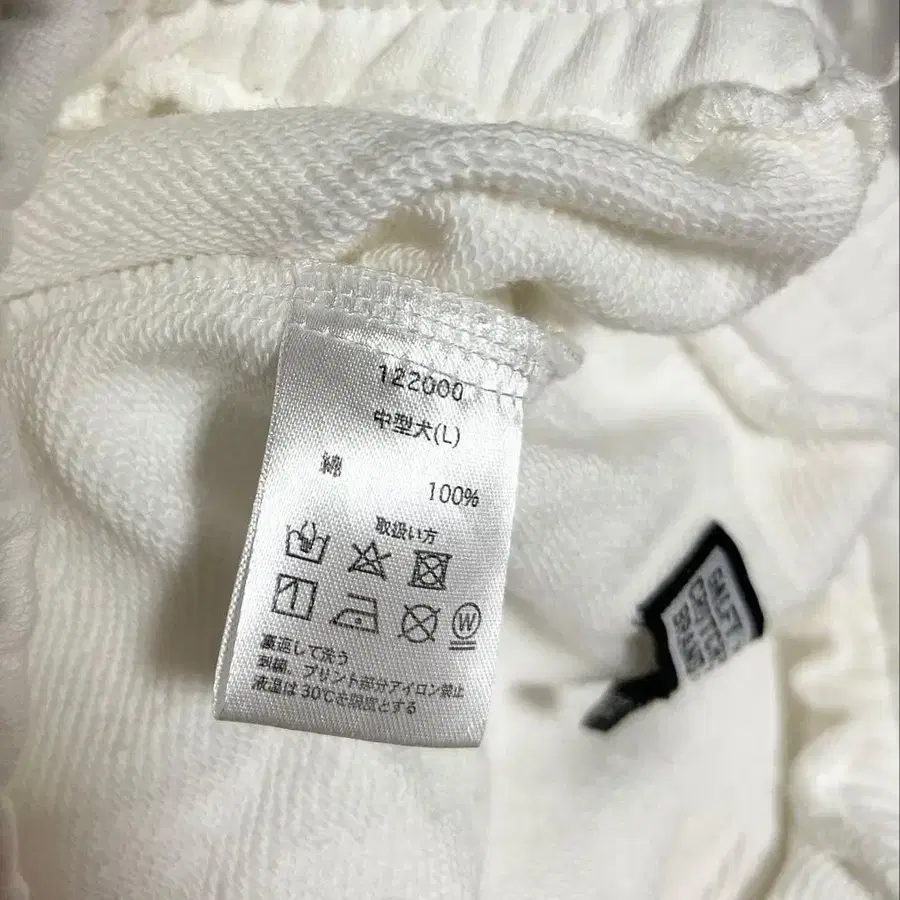 122000
中型犬(L)
綿 100%
取扱い方
W
裏返して洗う
刺繍、プリント部分アイロン禁止
液温は30℃を限度とする
BRAND